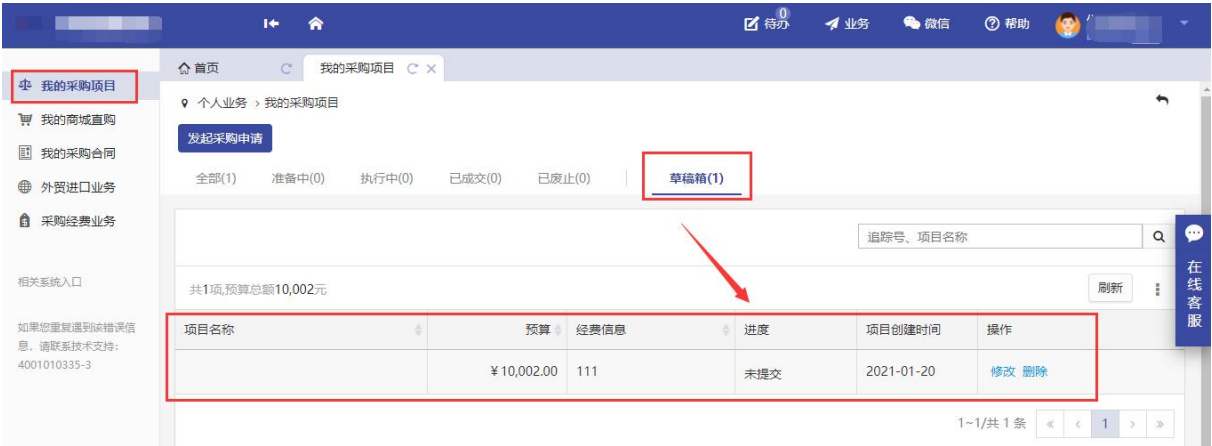 0
待办 业务 微信 帮助
首页 我的采购项目
我的采购项目
我的商城直购
我的采购合同
外贸进口业务
采购经费业务
相关系统入口
如果您重复遇到该错误信
息，请联系技术支持：
4001010335-3
个人业务 › 我的采购项目
发起采购申请
全部(1) 准备中(0) 执行中(0) 已成交(0) 已废止(0) 草稿箱(1)
追踪号、项目名称
共1项,预算总额10,002元 刷新
项目名称 预算 经费信息 进度 项目创建时间 操作
¥10,002.00 111 未提交 2021-01-20 修改 删除
1~1/共 1 条 « ‹ 1 › »
在线客服